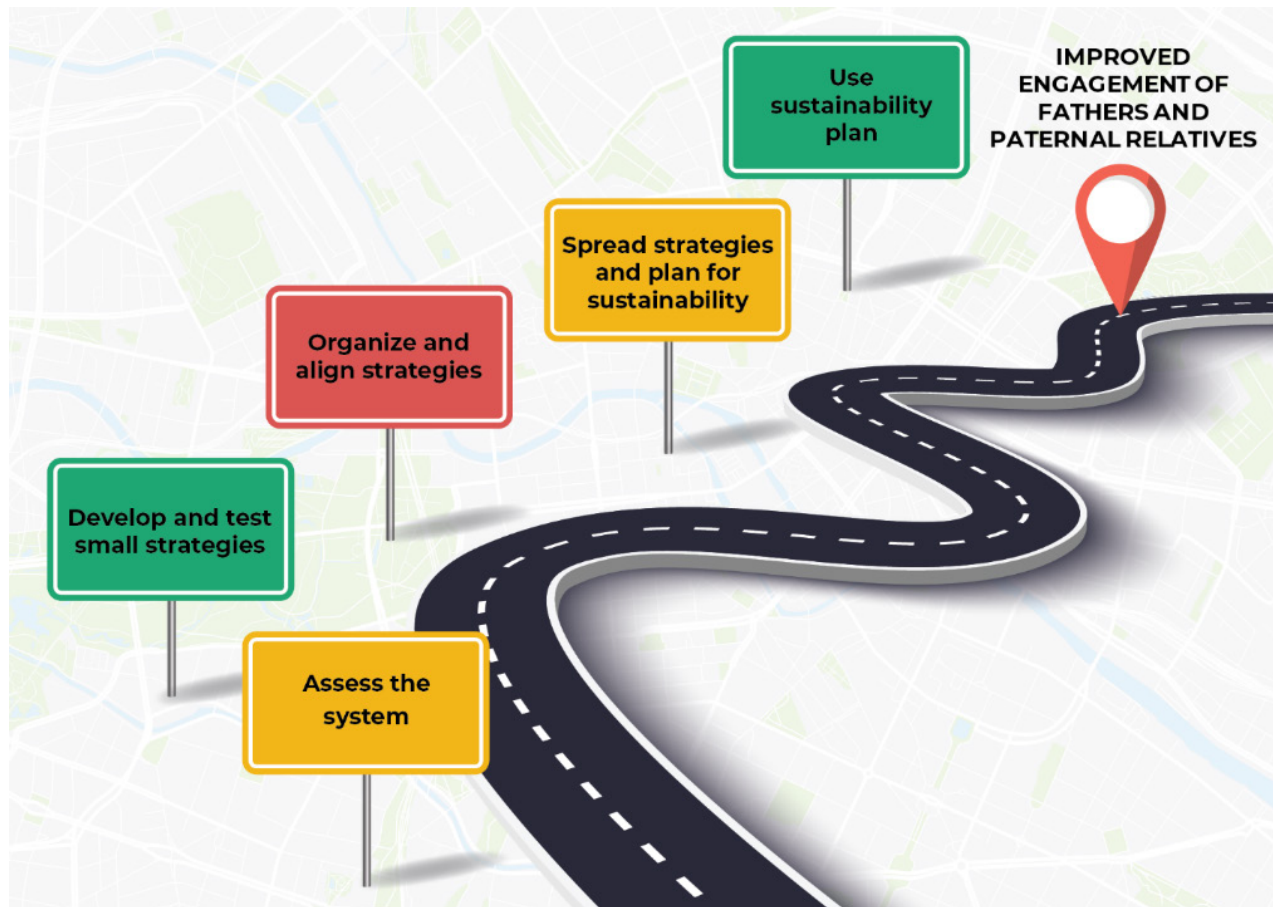 Use
sustainability
plan
IMPROVED
ENGAGEMENT OF
FATHERS AND
PATERNAL RELATIVES
Spread strategies
and plan for
sustainability
Organize and
align strategies
Develop and test
small strategies
Assess the
system